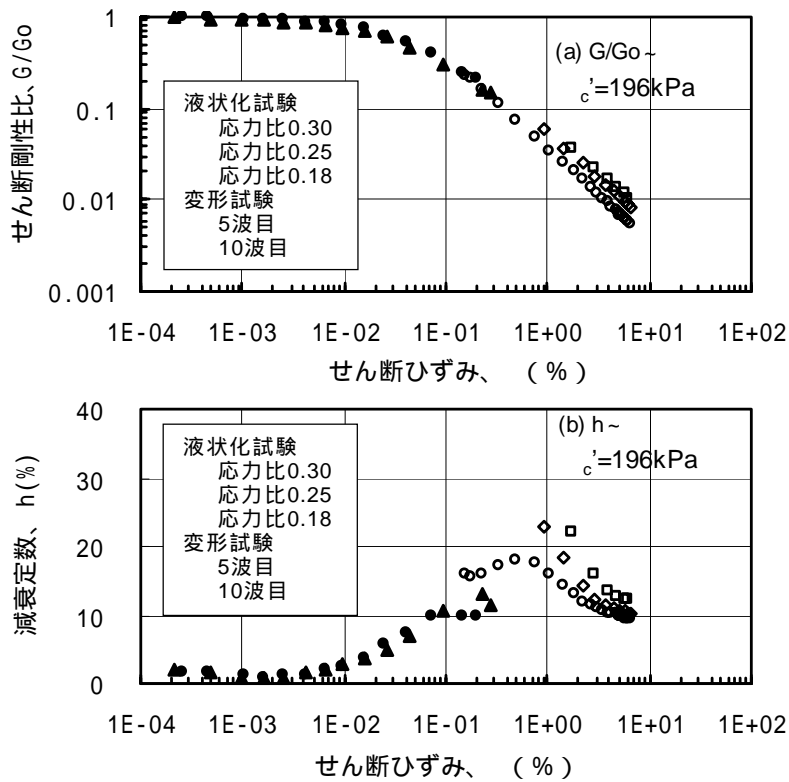 せん断剛性比、G/Go
1
0.1
0.01
0.001
(a) G/Go~
c'=196kPa
液状化試験
応力比0.30
応力比0.25
応力比0.18
変形試験
5波目
10波目
1E-04 1E-03 1E-02 1E-01 1E+00 1E+01 1E+02
せん断ひずみ、 (%)
減衰定数、h(%)
40
30
20
10
0
(b) h~
c'=196kPa
液状化試験
応力比0.30
応力比0.25
応力比0.18
変形試験
5波目
10波目
1E-04 1E-03 1E-02 1E-01 1E+00 1E+01 1E+02
せん断ひずみ、 (%)